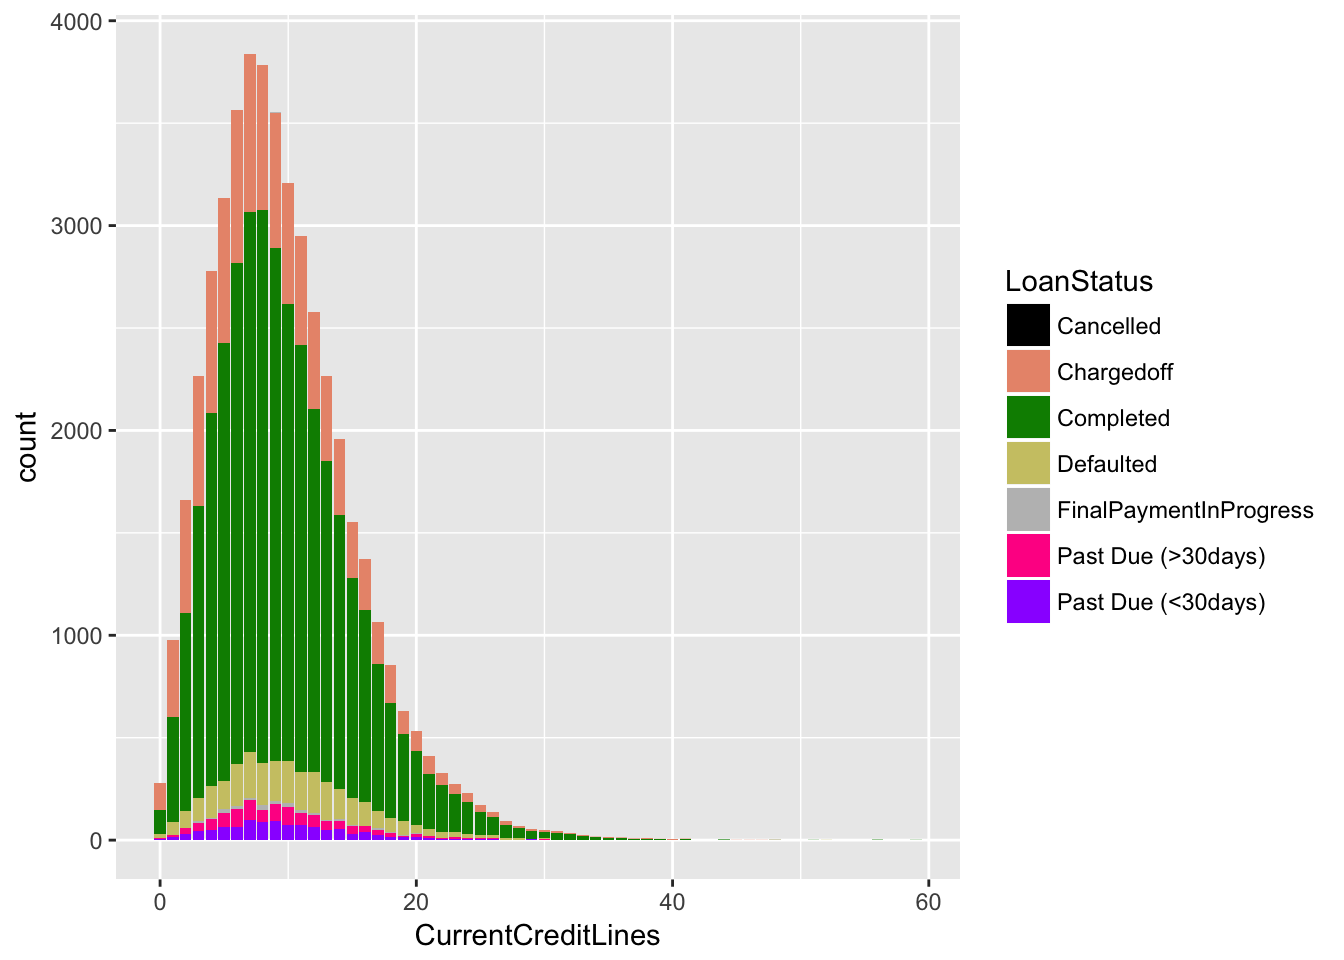 4000
3000
2000
1000
0
count
0 20 40 60
CurrentCreditLines
LoanStatus
Cancelled
Chargedoff
Completed
Defaulted
FinalPaymentInProgress
Past Due (>30days)
Past Due (<30days)